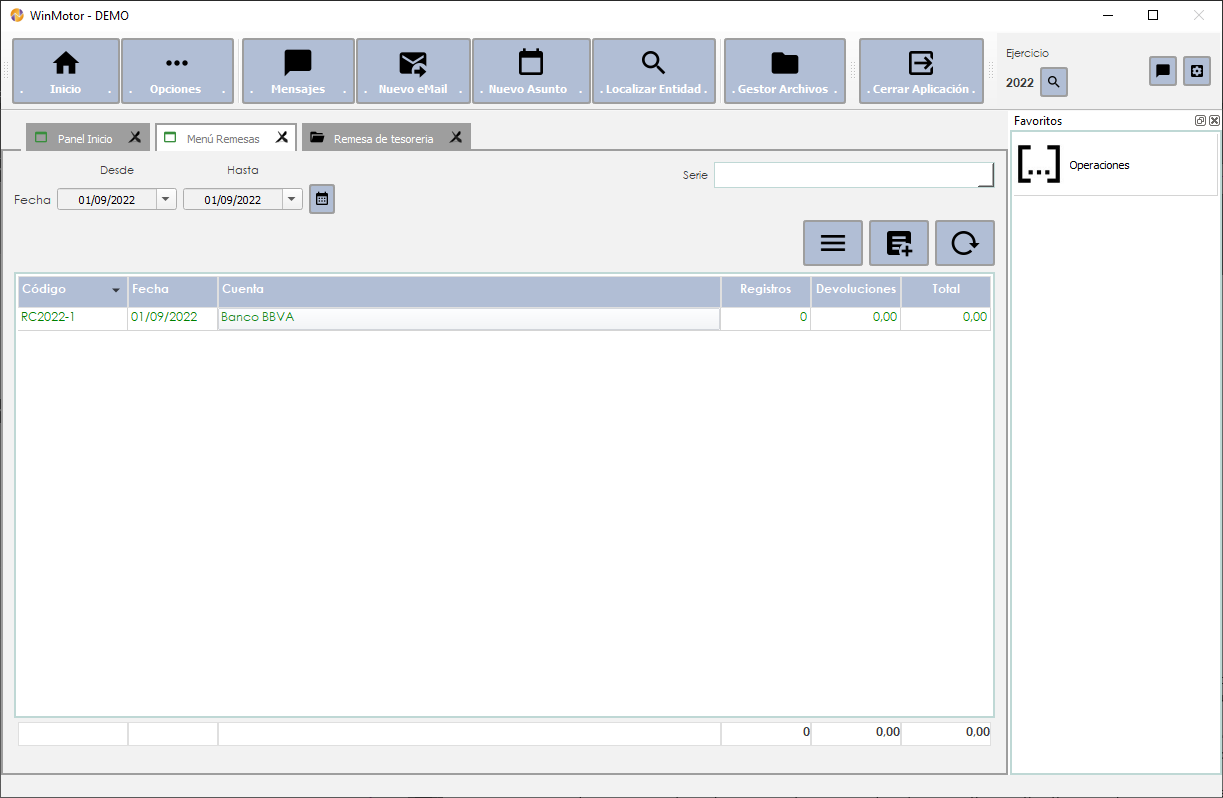 WinMotor - DEMO
. Inicio .
. Opciones .
. Mensajes .
. Nuevo eMail .
. Nuevo Asunto .
. Localizar Entidad .
. Gestor Archivos .
. Cerrar Aplicación .
Ejercicio
2022
Panel Inicio
Menú Remesas
Remesa de tesoreria
Favoritos
Operaciones
Desde
Hasta
Serie
Fecha
01/09/2022
01/09/2022
Código Fecha Cuenta Registros Devoluciones Total
RC2022-1 01/09/2022 Banco BBVA 0 0,00 0,00
0 0,00 0,00